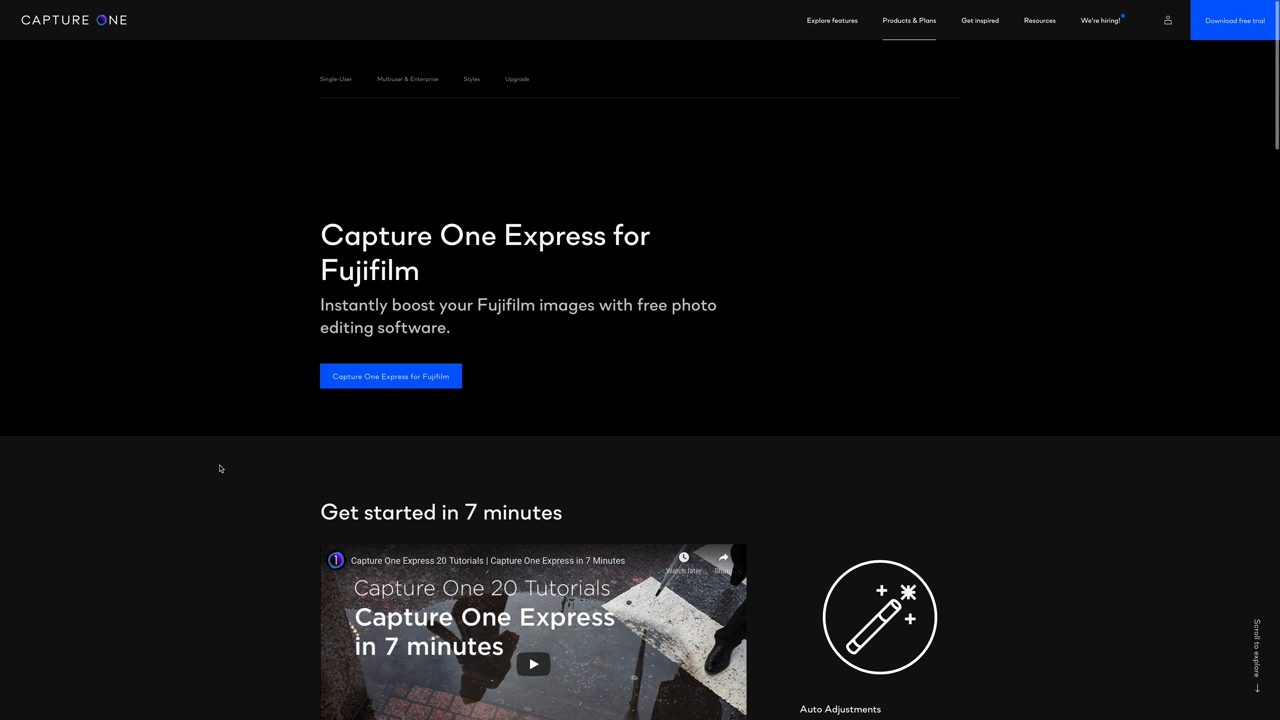 CAPTURE ONE
Explore features
Products & Plans
Get inspired
Resources
We're hiring!
Download free trial
Single-User
Multiuser & Enterprise
Styles
Upgrade
Capture One Express for
Fujifilm
Instantly boost your Fujifilm images with free photo
editing software.
Capture One Express for Fujifilm
Get started in 7 minutes
1
Capture One Express 20 Tutorials | Capture One Express in 7 Minutes
Watch later
Share
Capture One 20 Tutorials
Capture One Express
in 7 minutes
Auto Adjustments
Scroll to explore